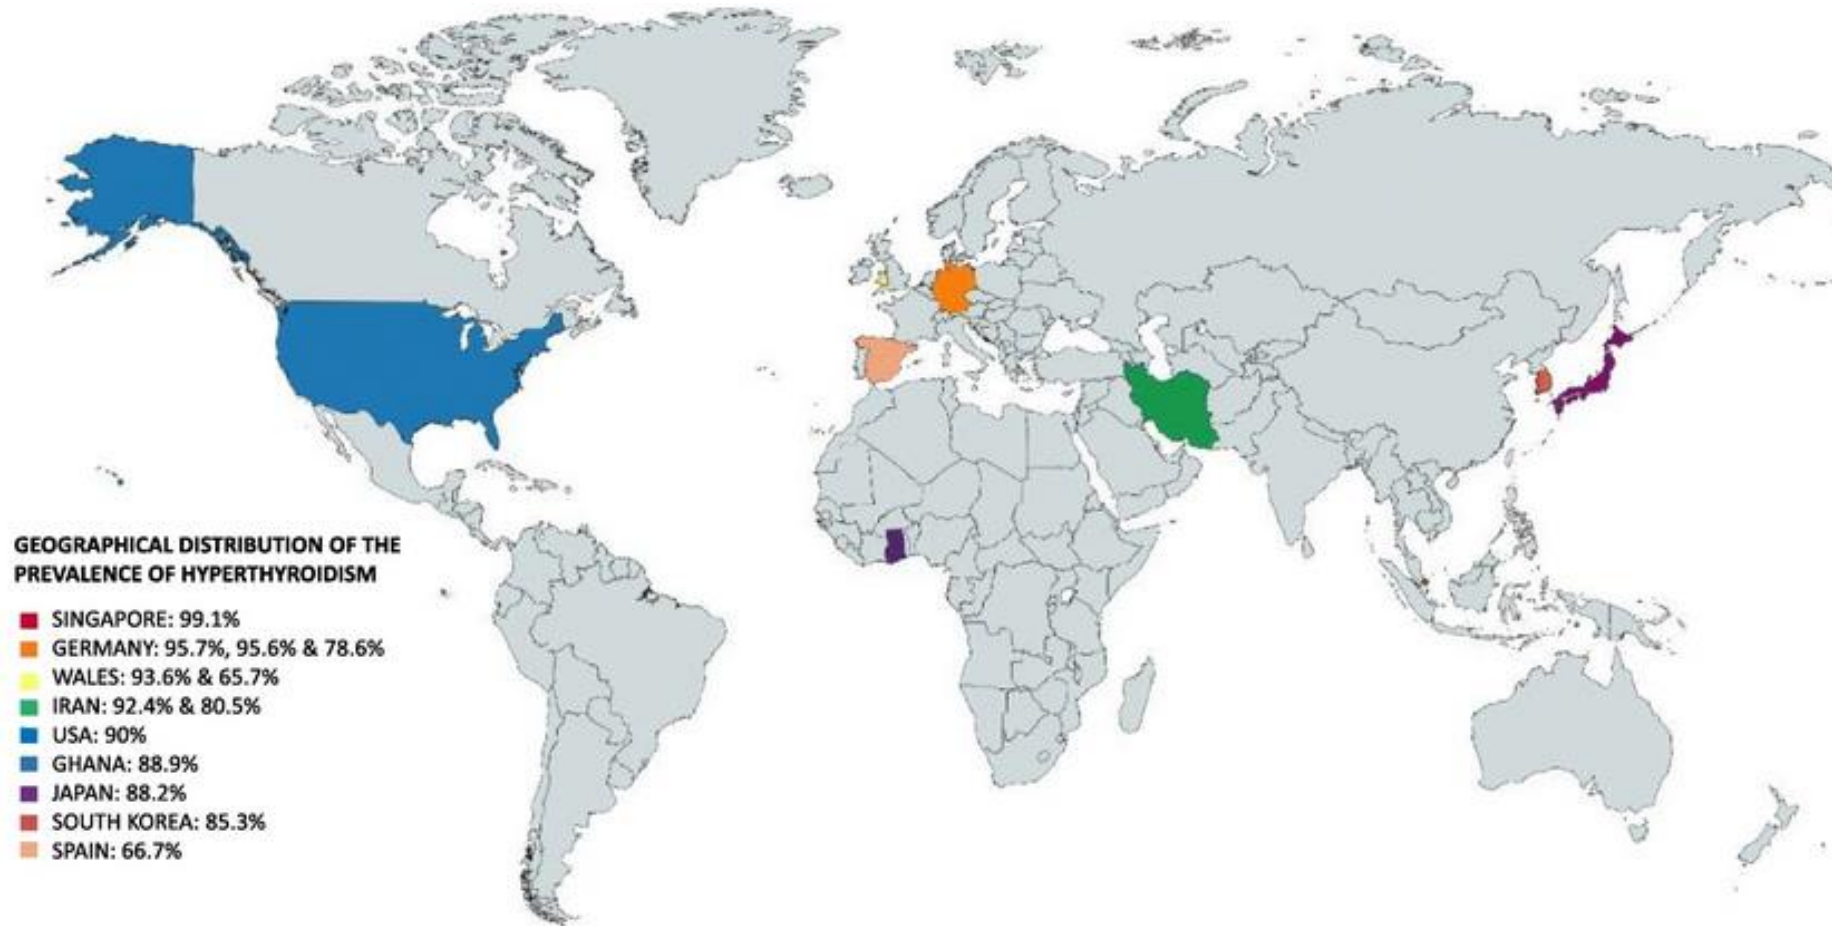 GEOGRAPHICAL DISTRIBUTION OF THE
PREVALENCE OF HYPERTHYROIDISM
SINGAPORE: 99.1%
GERMANY: 95.7%, 95.6% & 78.6%
WALES: 93.6% & 65.7%
IRAN: 92.4% & 80.5%
USA: 90%
GHANA: 88.9%
JAPAN: 88.2%
SOUTH KOREA: 85.3%
SPAIN: 66.7%